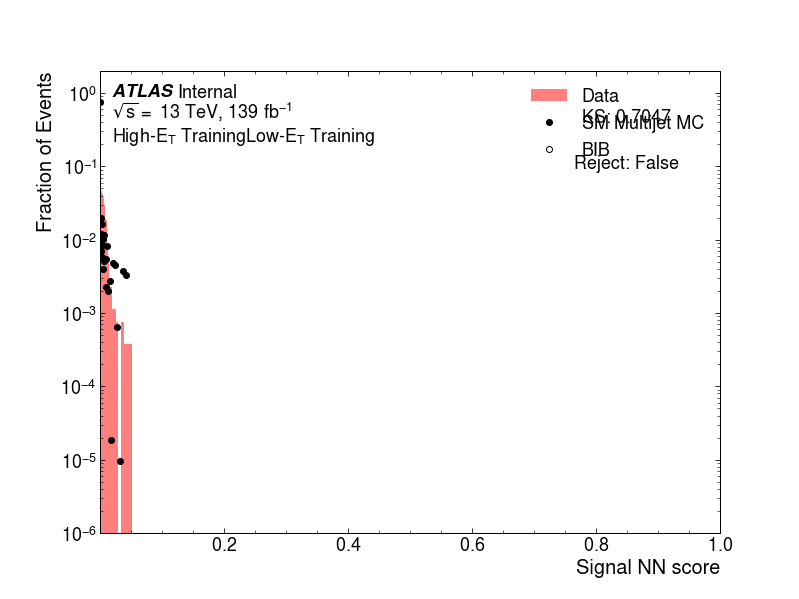 ATLAS Internal
√s = 13 TeV, 139 fb⁻¹
High-E_T TrainingLow-E_T Training
Data
KS: 0.7047
SM Multijet MC
BIB
Reject: False
Fraction of Events
10⁰
10⁻¹
10⁻²
10⁻³
10⁻⁴
10⁻⁵
10⁻⁶
0.2 0.4 0.6 0.8 1.0
Signal NN score